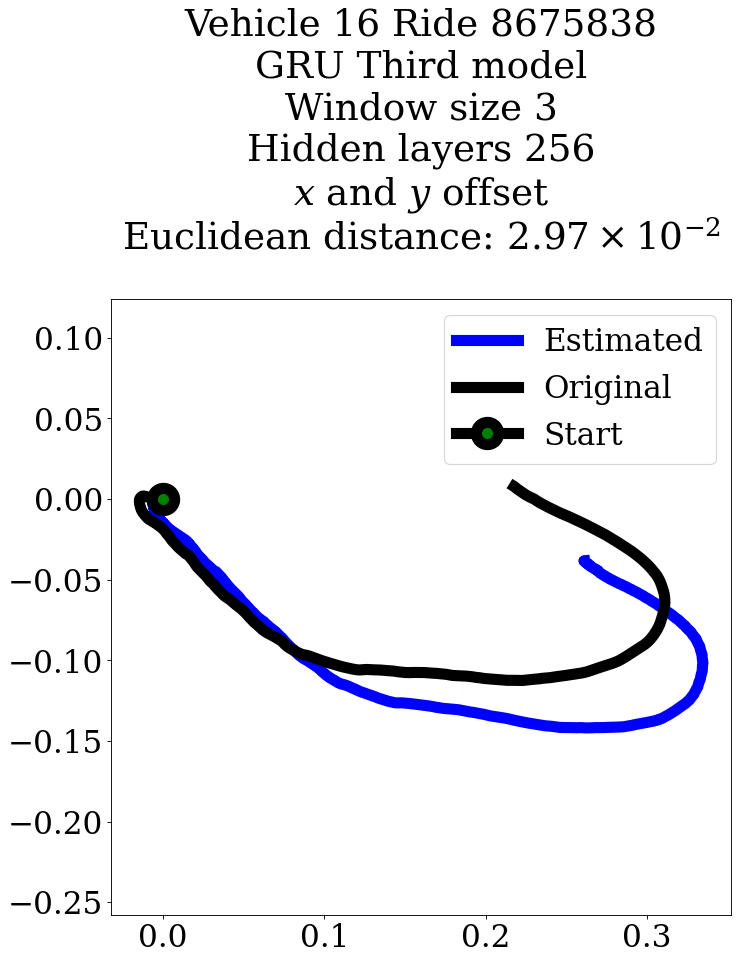 Vehicle 16 Ride 8675838
GRU Third model
Window size 3
Hidden layers 256
x and y offset
Euclidean distance: 2.97 × 10⁻²
Estimated
Original
Start
0.10
0.05
0.00
−0.05
−0.10
−0.15
−0.20
−0.25
0.0 0.1 0.2 0.3